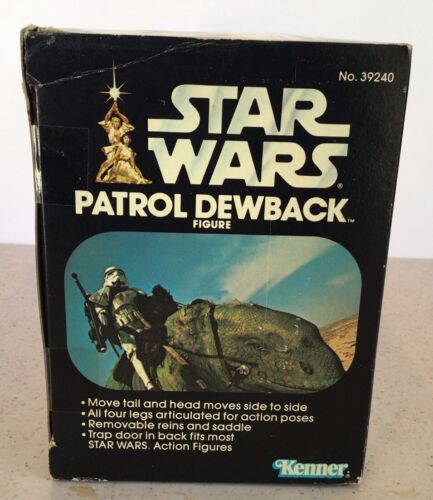 No. 39240
STAR
WARS®
PATROL DEWBACK™
FIGURE
• Move tail and head moves side to side
• All four legs articulated for action poses
• Removable reins and saddle
• Trap door in back fits most
STAR WARS. Action Figures
Kenner